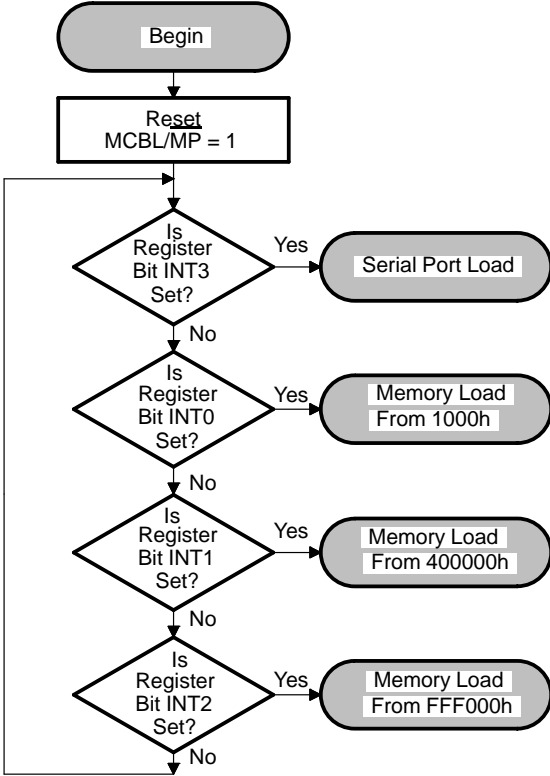 Begin
Reset
MCBL/MP = 1
Is
Register
Bit INT3
Set?
Yes
Serial Port Load
No
Is
Register
Bit INT0
Set?
Yes
Memory Load
From 1000h
No
Is
Register
Bit INT1
Set?
Yes
Memory Load
From 400000h
No
Is
Register
Bit INT2
Set?
Yes
Memory Load
From FFF000h
No